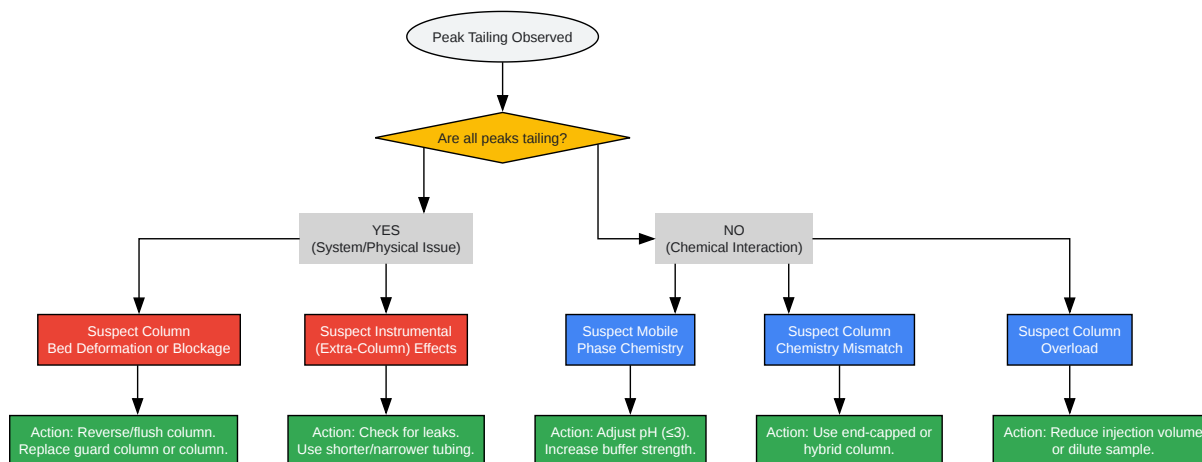 Peak Tailing Observed
Are all peaks tailing?
YES
(System/Physical Issue)
NO
(Chemical Interaction)
Suspect Column
Bed Deformation or Blockage
Suspect Instrumental
(Extra-Column) Effects
Suspect Mobile
Phase Chemistry
Suspect Column
Chemistry Mismatch
Suspect Column
Overload
Action: Reverse/flush column.
Replace guard column or column.
Action: Check for leaks.
Use shorter/narrower tubing.
Action: Adjust pH (≤3).
Increase buffer strength.
Action: Use end-capped or
hybrid column.
Action: Reduce injection volume
or dilute sample.